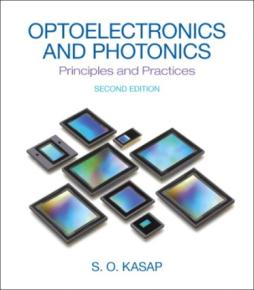 OPTOELECTRONICS
AND PHOTONICS
Principles and Practices
SECOND EDITION
S. O. KASAP